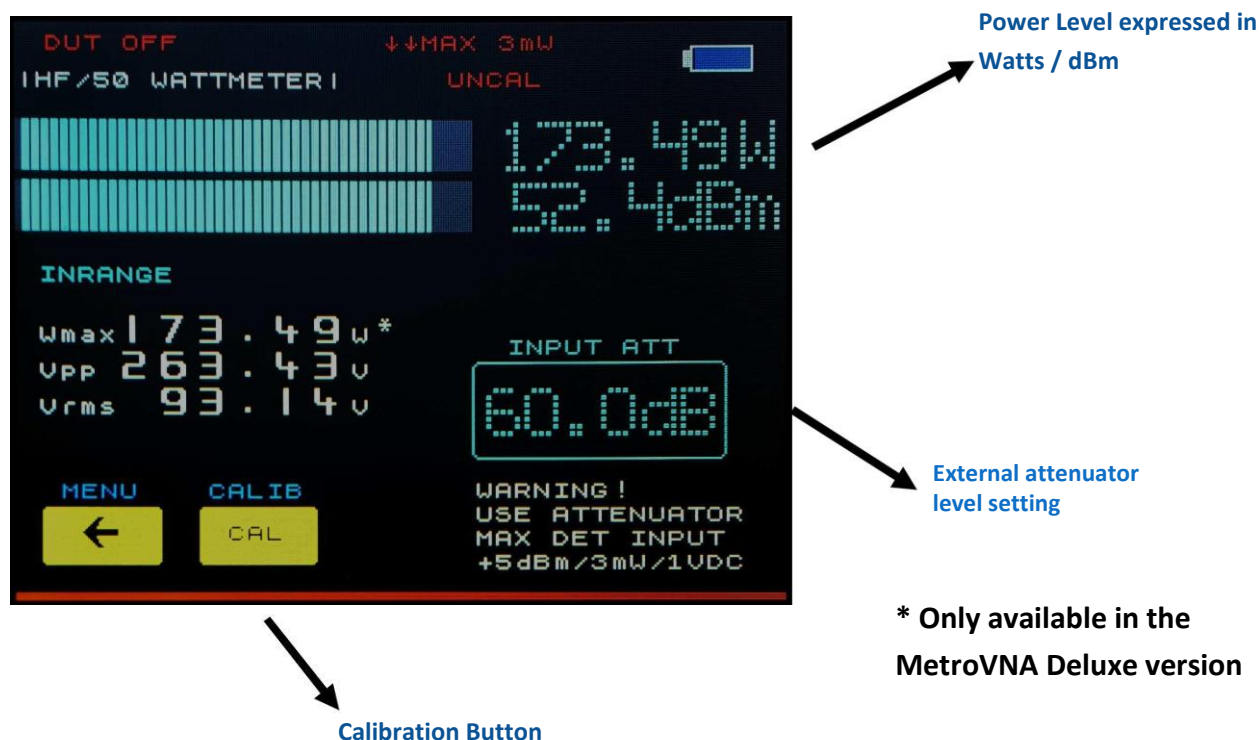 Power Level expressed in
Watts / dBm
DUT OFF
↓↓MAX 3mW
|HF/50 WATTMETER|
UNCAL
173.49W
52.4dBm
INRANGE
Wmax 173.49w*
Vpp 263.43v
Vrms 93.14v
INPUT ATT
60.0dB
MENU
CALIB
←
CAL
WARNING!
USE ATTENUATOR
MAX DET INPUT
+5dBm/3mW/1VDC
External attenuator
level setting
* Only available in the
MetroVNA Deluxe version
Calibration Button